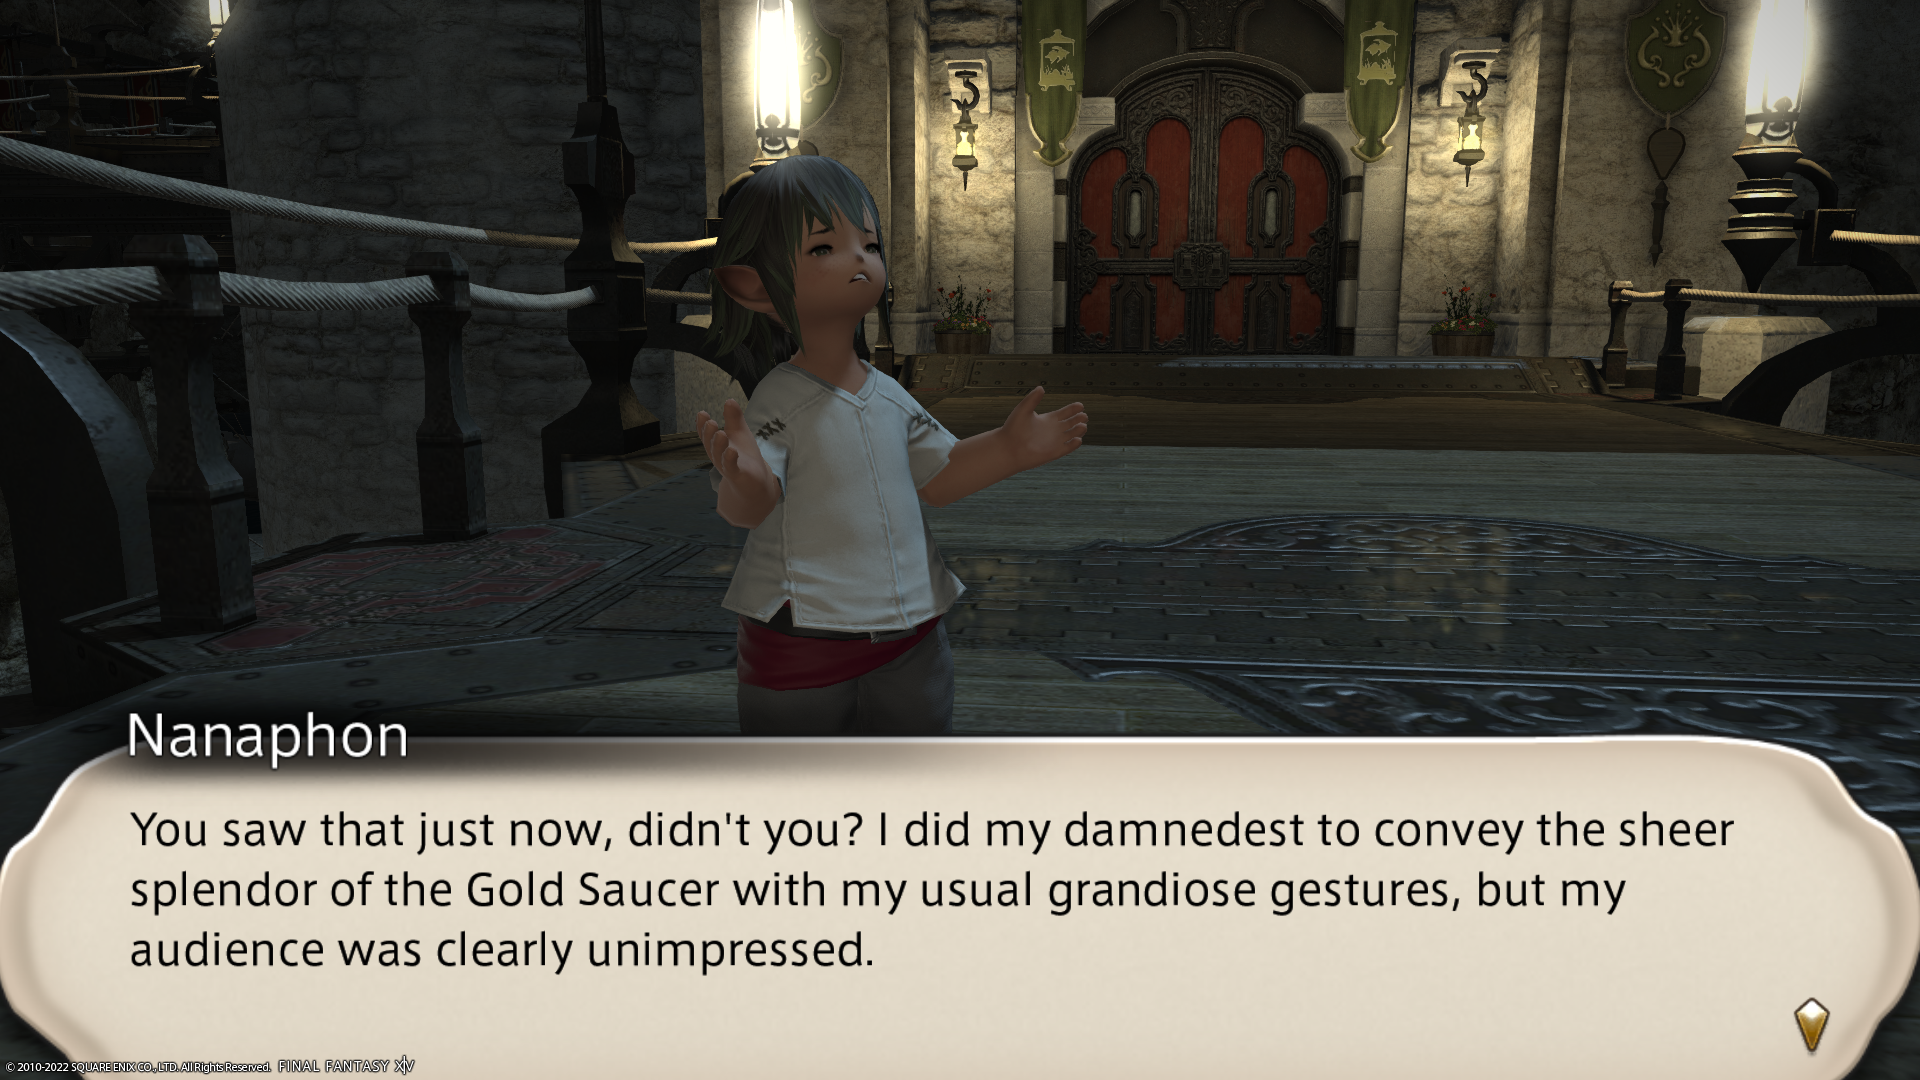 Nanaphon
You saw that just now, didn't you? I did my damnedest to convey the sheer
splendor of the Gold Saucer with my usual grandiose gestures, but my
audience was clearly unimpressed.
© 2010-2022 SQUARE ENIX CO., LTD. All Rights Reserved. FINAL FANTASY XIV